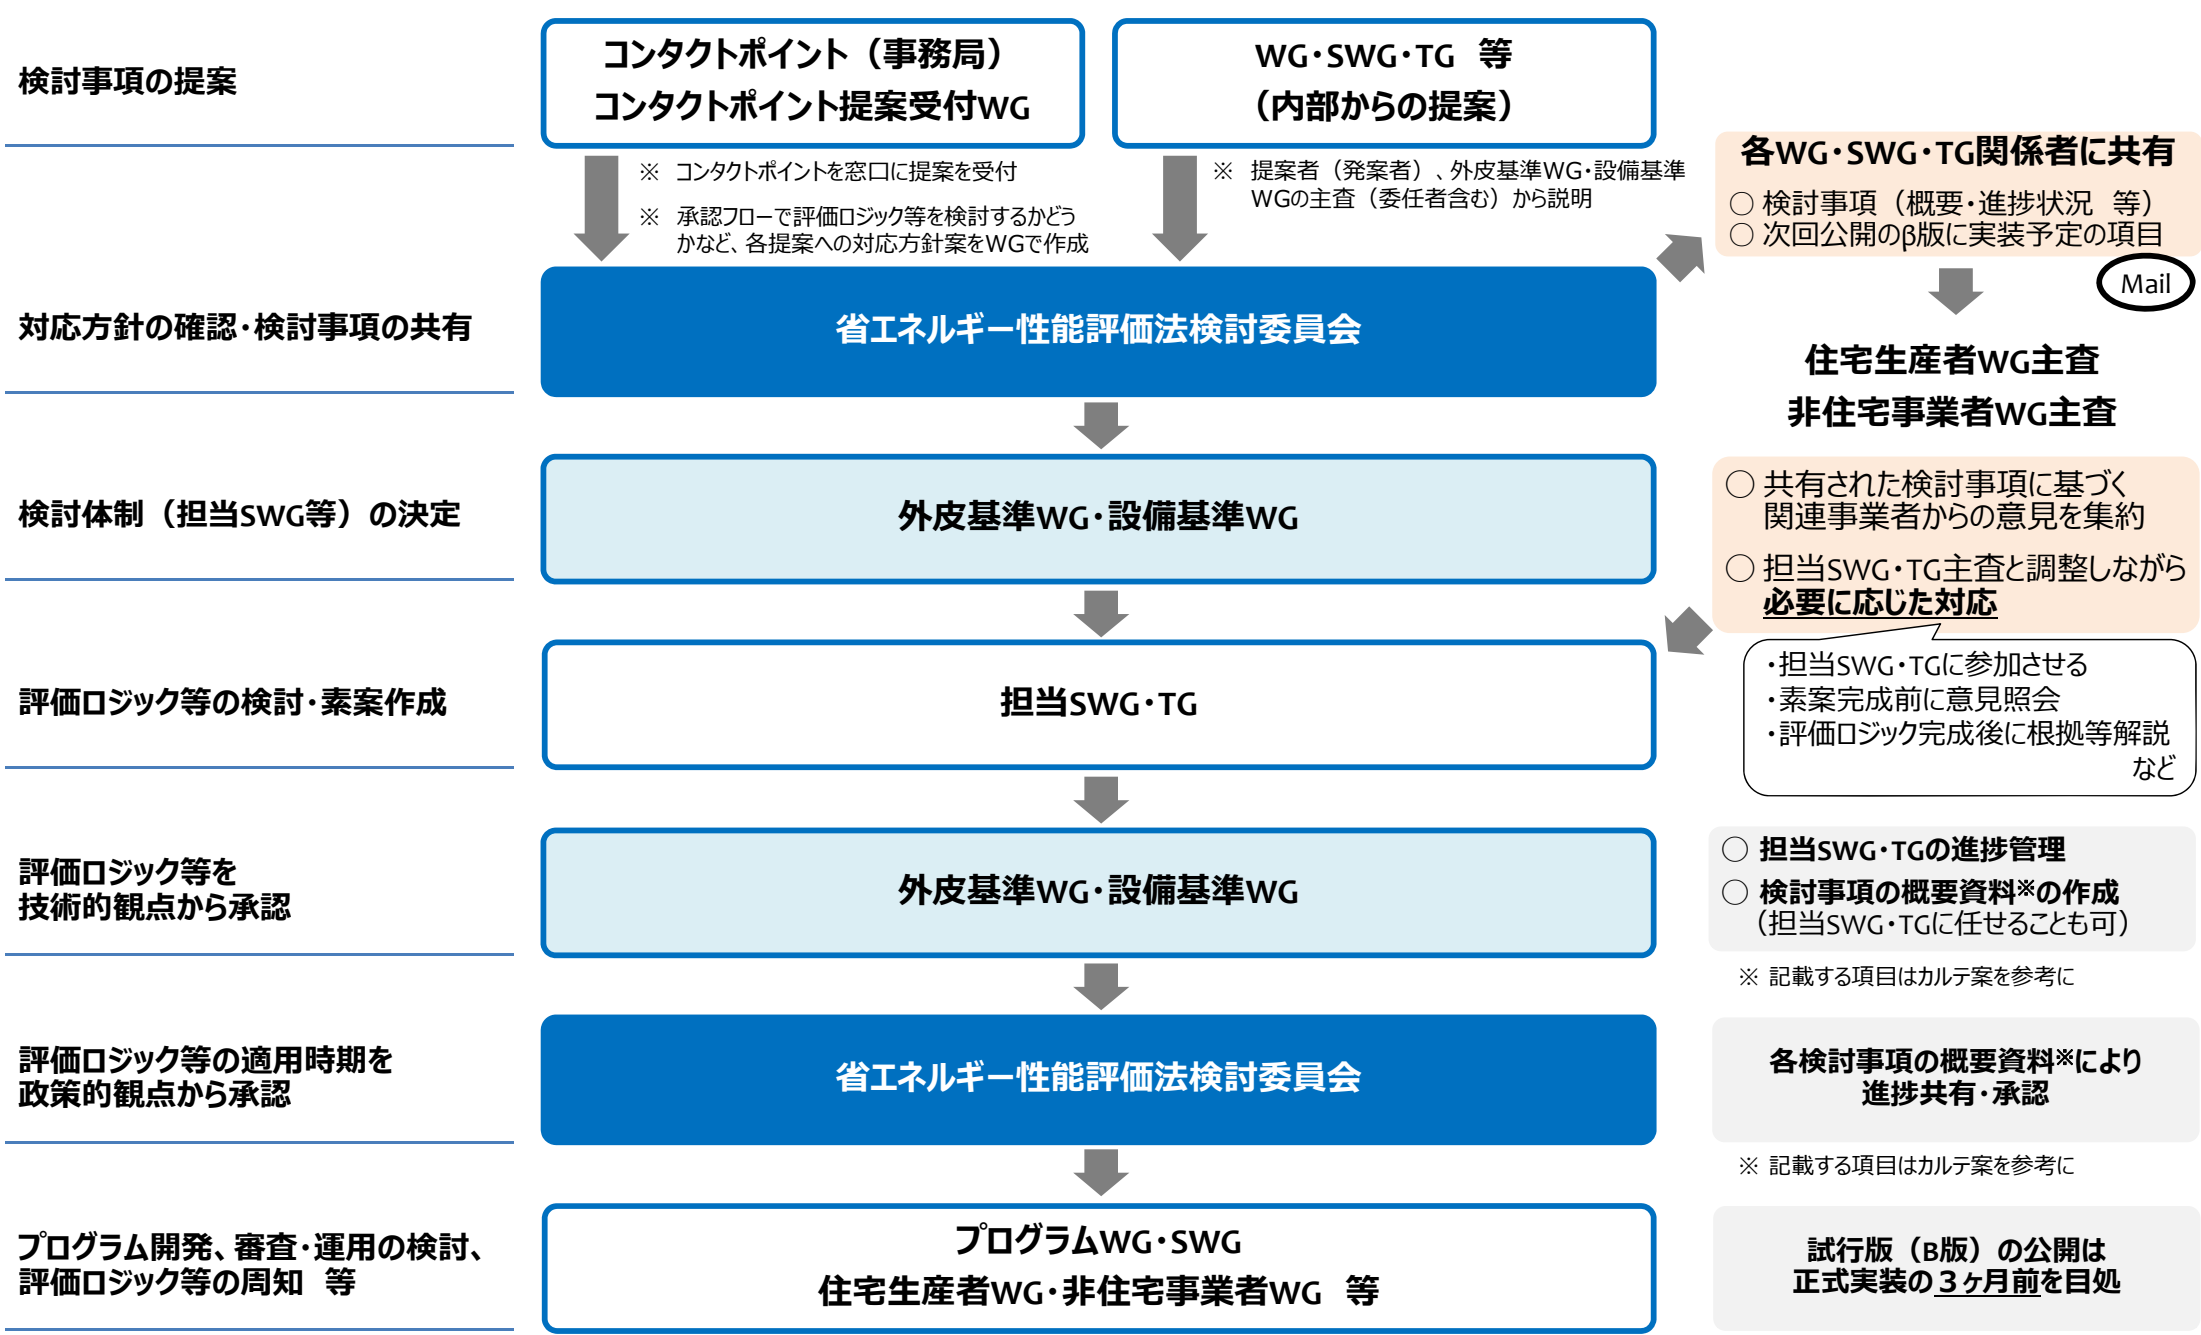 検討事項の提案
コンタクトポイント（事務局）
コンタクトポイント提案受付WG
WG・SWG・TG　等
（内部からの提案）
※　コンタクトポイントを窓口に提案を受付
※　承認フローで評価ロジック等を検討するかどう
かなど、各提案への対応方針案をWGで作成
※　提案者（発案者）、外皮基準WG・設備基準
WGの主査（委任者含む）から説明
各WG・SWG・TG関係者に共有
○ 検討事項（概要・進捗状況　等）
○ 次回公開のβ版に実装予定の項目
Mail
対応方針の確認・検討事項の共有
省エネルギー性能評価法検討委員会
住宅生産者WG主査
非住宅事業者WG主査
検討体制（担当SWG等）の決定
外皮基準WG・設備基準WG
○ 共有された検討事項に基づく
関連事業者からの意見を集約
○ 担当SWG・TG主査と調整しながら
必要に応じた対応
評価ロジック等の検討・素案作成
担当SWG・TG
・担当SWG・TGに参加させる
・素案完成前に意見照会
・評価ロジック完成後に根拠等解説
など
評価ロジック等を
技術的観点から承認
外皮基準WG・設備基準WG
○ 担当SWG・TGの進捗管理
○ 検討事項の概要資料※の作成
（担当SWG・TGに任せることも可）
※ 記載する項目はカルテ案を参考に
評価ロジック等の適用時期を
政策的観点から承認
省エネルギー性能評価法検討委員会
各検討事項の概要資料※により
進捗共有・承認
※ 記載する項目はカルテ案を参考に
プログラム開発、審査・運用の検討、
評価ロジック等の周知　等
プログラムWG・SWG
住宅生産者WG・非住宅事業者WG　等
試行版（B版）の公開は
正式実装の３ヶ月前を目処